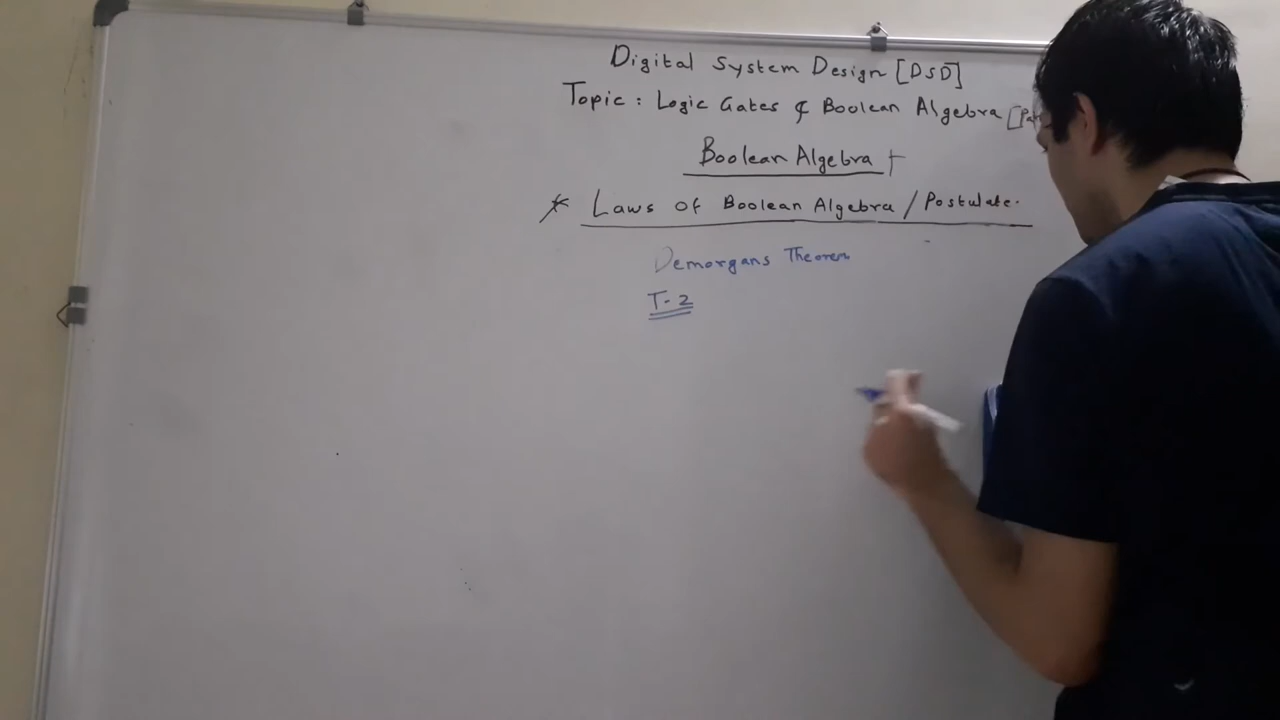 Digital System Design [DSD]
Topic : Logic Gates & Boolean Algebra
Boolean Algebra
* Laws Of Boolean Algebra / Postulate.
Demorgans Theorem
T-2